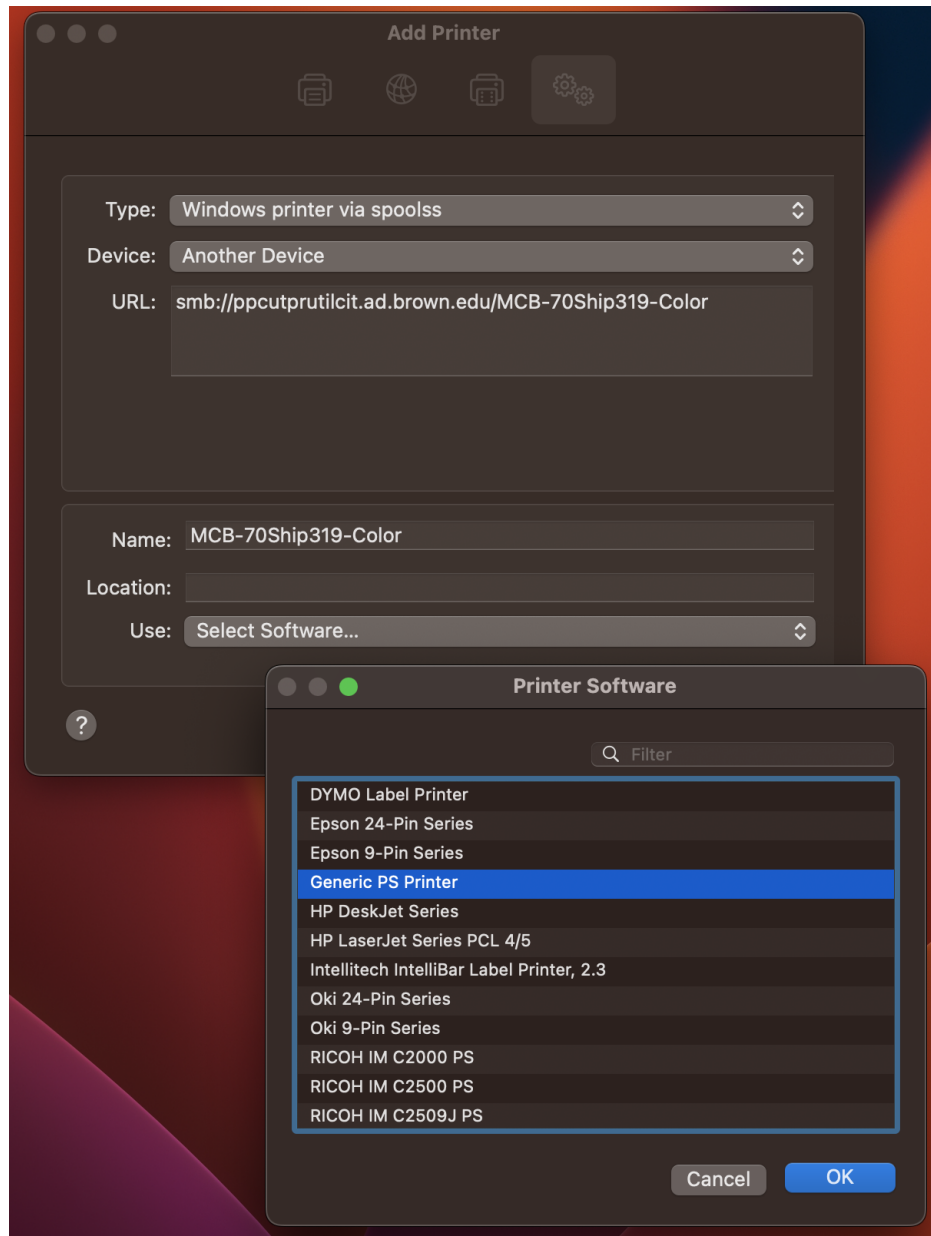 Add Printer
Type: Windows printer via spoolss
Device: Another Device
URL: smb://ppcutprutilcit.ad.brown.edu/MCB-70Ship319-Color
Name: MCB-70Ship319-Color
Location:
Use: Select Software...
?
Printer Software
Filter
DYMO Label Printer
Epson 24-Pin Series
Epson 9-Pin Series
Generic PS Printer
HP DeskJet Series
HP LaserJet Series PCL 4/5
Intellitech IntelliBar Label Printer, 2.3
Oki 24-Pin Series
Oki 9-Pin Series
RICOH IM C2000 PS
RICOH IM C2500 PS
RICOH IM C2509J PS
Cancel OK